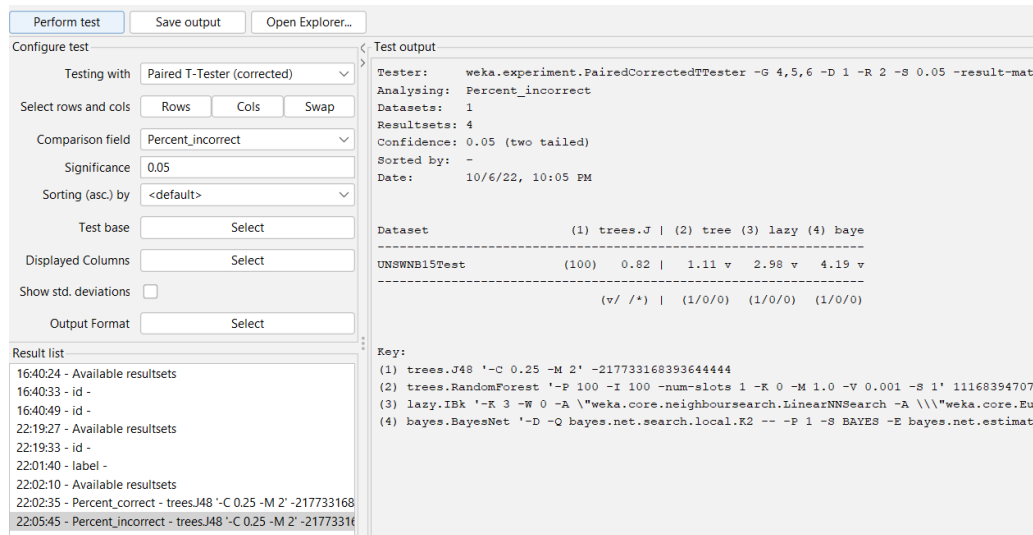 Perform test Save output Open Explorer...
Configure test
Testing with Paired T-Tester (corrected)
Select rows and cols Rows Cols Swap
Comparison field Percent_incorrect
Significance 0.05
Sorting (asc.) by <default>
Test base Select
Displayed Columns Select
Show std. deviations
Output Format Select
Result list
16:40:24 - Available resultsets
16:40:33 - id -
16:40:49 - id -
22:19:27 - Available resultsets
22:19:33 - id -
22:01:40 - label -
22:02:10 - Available resultsets
22:02:35 - Percent_correct - trees.J48 '-C 0.25 -M 2' -217733168
22:05:45 - Percent_incorrect - trees.J48 '-C 0.25 -M 2' -2177331
Test output
Tester: weka.experiment.PairedCorrectedTTester -G 4,5,6 -D 1 -R 2 -S 0.05 -result-mat
Analysing: Percent_incorrect
Datasets: 1
Resultsets: 4
Confidence: 0.05 (two tailed)
Sorted by: -
Date: 10/6/22, 10:05 PM
Dataset (1) trees.J | (2) tree (3) lazy (4) baye
--------------------------------------------------------------
UNSWNB15Test (100) 0.82 | 1.11 v 2.98 v 4.19 v
--------------------------------------------------------------
(v/ /*) | (1/0/0) (1/0/0) (1/0/0)
Key:
(1) trees.J48 '-C 0.25 -M 2' -217733168393644444
(2) trees.RandomForest '-P 100 -I 100 -num-slots 1 -K 0 -M 1.0 -V 0.001 -S 1' 11168394707
(3) lazy.IBk '-K 3 -W 0 -A \"weka.core.neighboursearch.LinearNNSearch -A \\\"weka.core.Eu
(4) bayes.BayesNet '-D -Q bayes.net.search.local.K2 -- -P 1 -S BAYES -E bayes.net.estimat